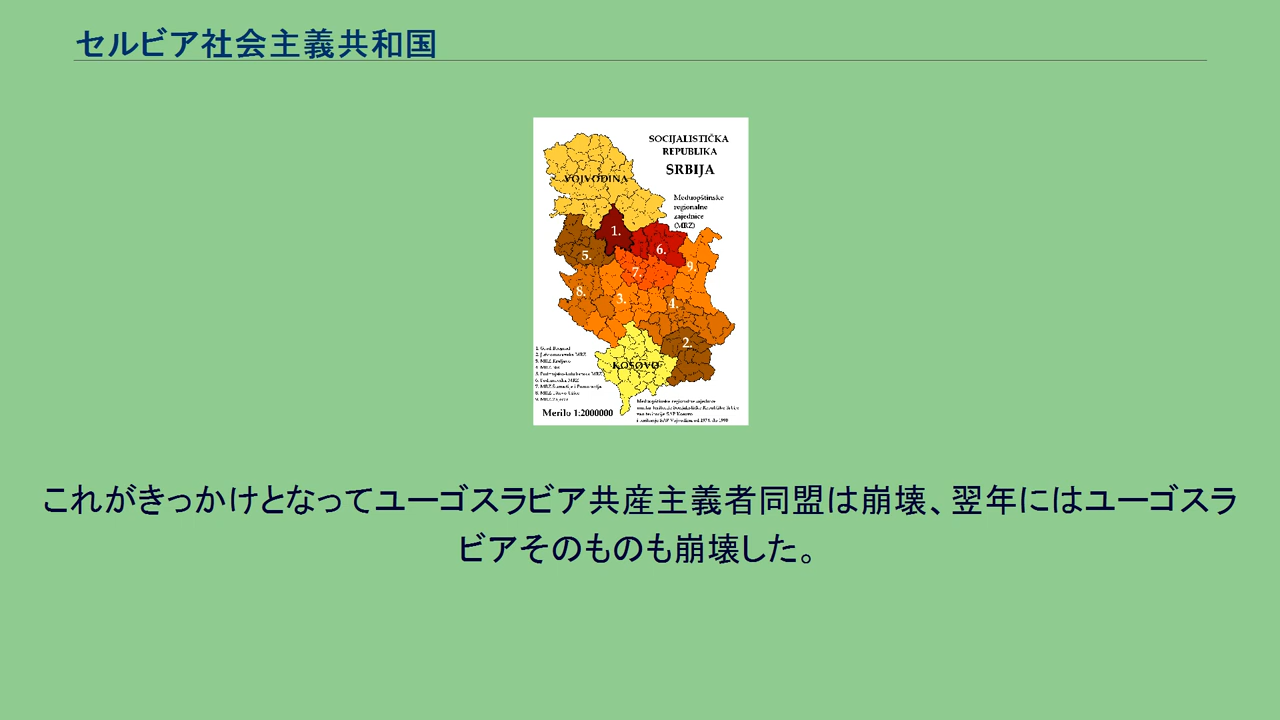 セルビア社会主義共和国
SOCIJALISTIČKA
REPUBLIKA
SRBIJA
VOJVODINA
Međuopštinske
regionalne
zajednice
(MRZ)
1.
6.
5.
9.
7.
8.
3.
4.
2.
KOSOVO
Merilo 1:2000000
これがきっかけとなってユーゴスラビア共産主義者同盟は崩壊、翌年にはユーゴスラ
ビアそのものも崩壊した。